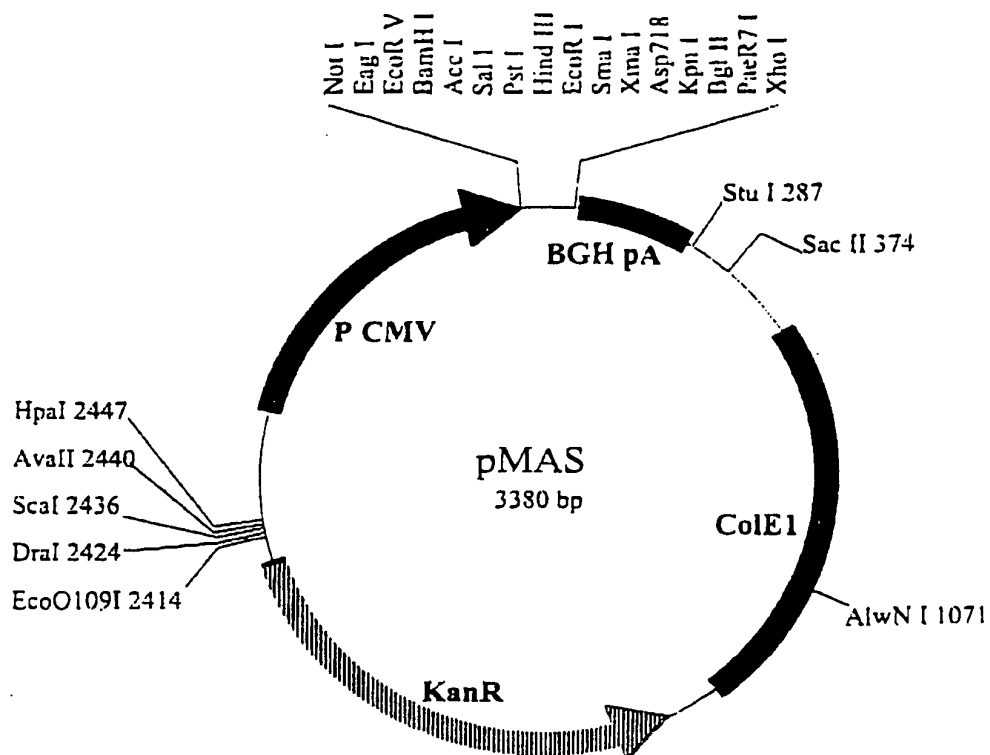 Not I
Eag I
EcoR V
BamH I
Acc I
Sal I
Pst I
Hind III
EcoR I
Sma I
Xma I
Asp718
Kpn I
Bgl II
PaeR7 I
Xho I
Stu I 287
Sac II 374
BGH pA
P CMV
HpaI 2447
AvaII 2440
ScaI 2436
DraI 2424
EcoO109I 2414
pMAS
3380 bp
ColE1
AlwN I 1071
KanR